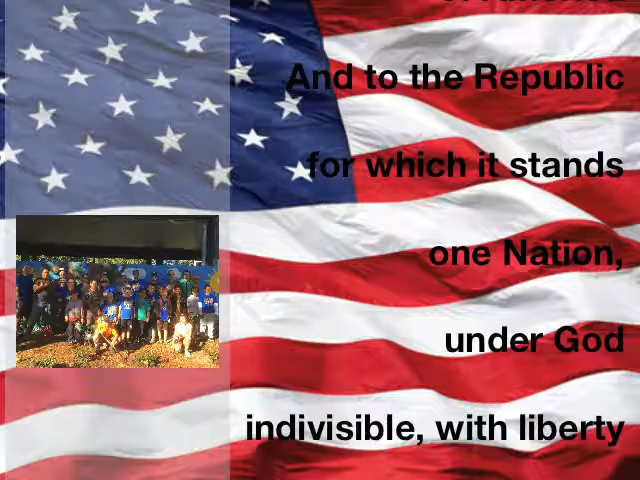 And to the Republic
for which it stands
one Nation,
under God
indivisible, with liberty